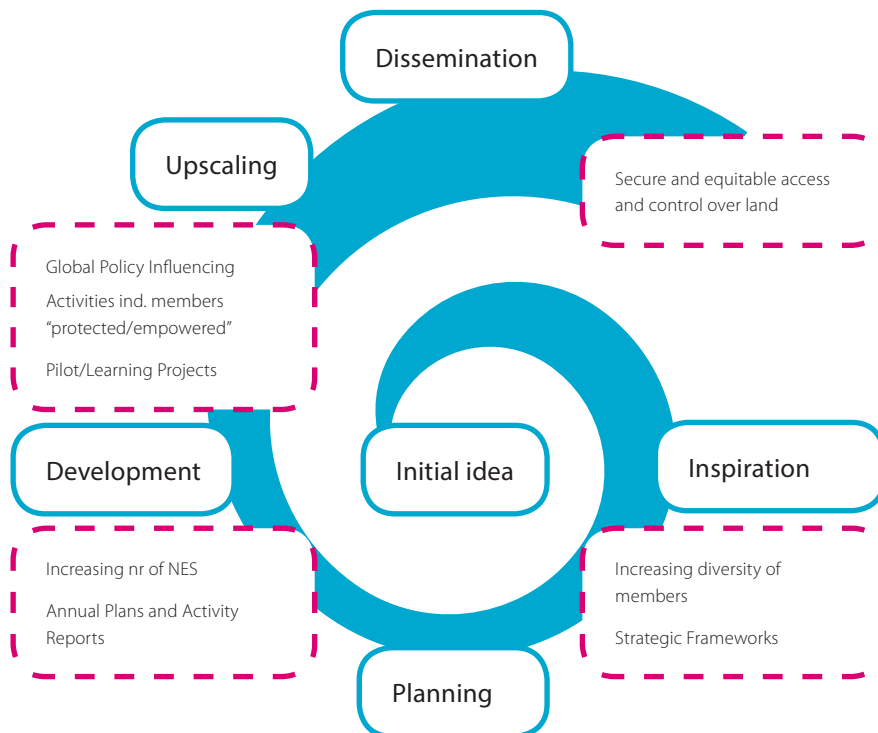 Dissemination
Upscaling
Secure and equitable access
and control over land
Global Policy Influencing
Activities ind. members
“protected/empowered”
Pilot/Learning Projects
Development
Initial idea
Inspiration
Increasing nr of NES
Annual Plans and Activity
Reports
Increasing diversity of
members
Strategic Frameworks
Planning